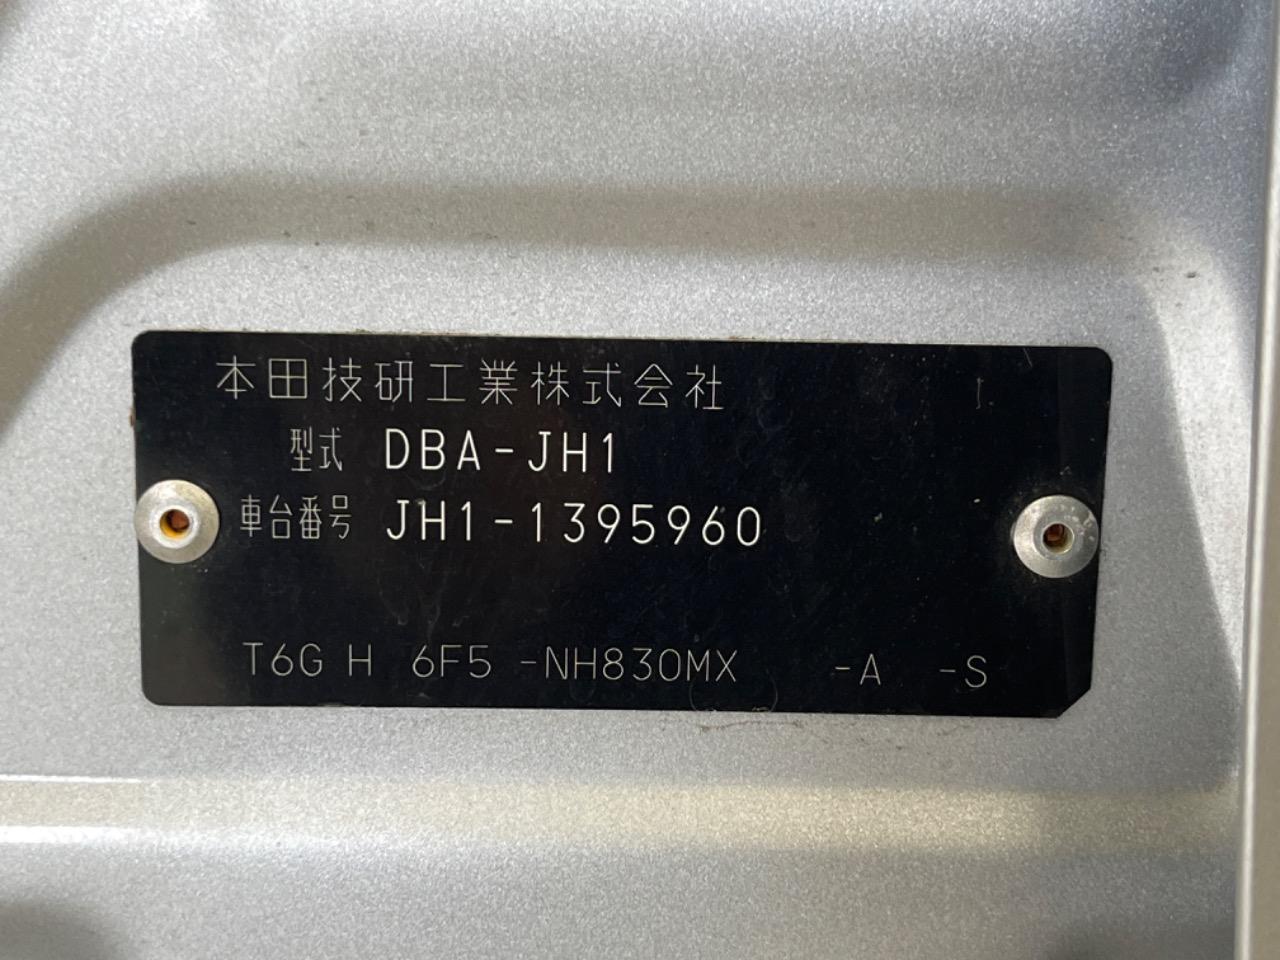 本田技研工業株式会社
型式 DBA-JH1
車台番号 JH1-1395960
T6G H 6F5 -NH830MX -A -S